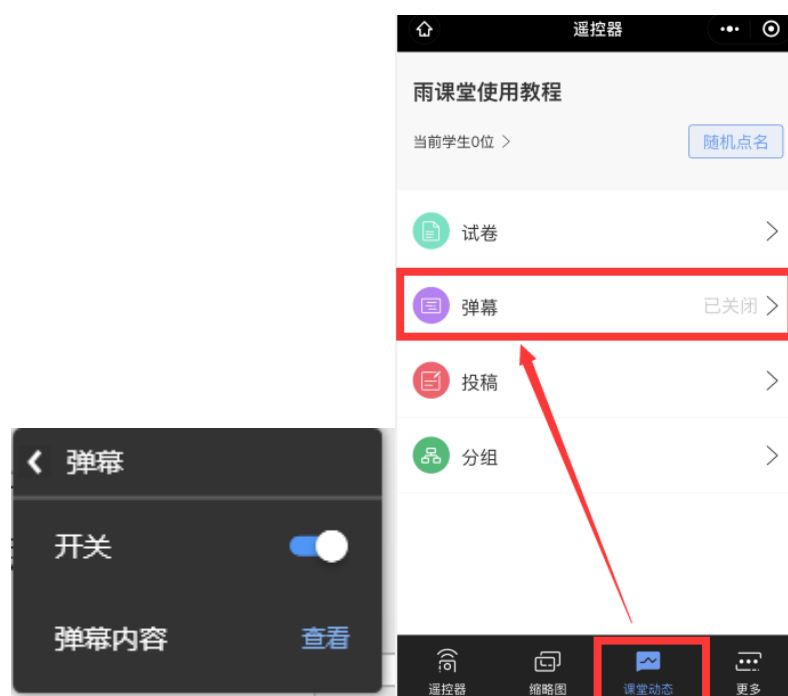 遥控器
雨课堂使用教程
当前学生0位
随机点名
试卷
弹幕
已关闭
投稿
分组
遥控器
缩略图
课堂动态
更多
弹幕
开关
弹幕内容
查看